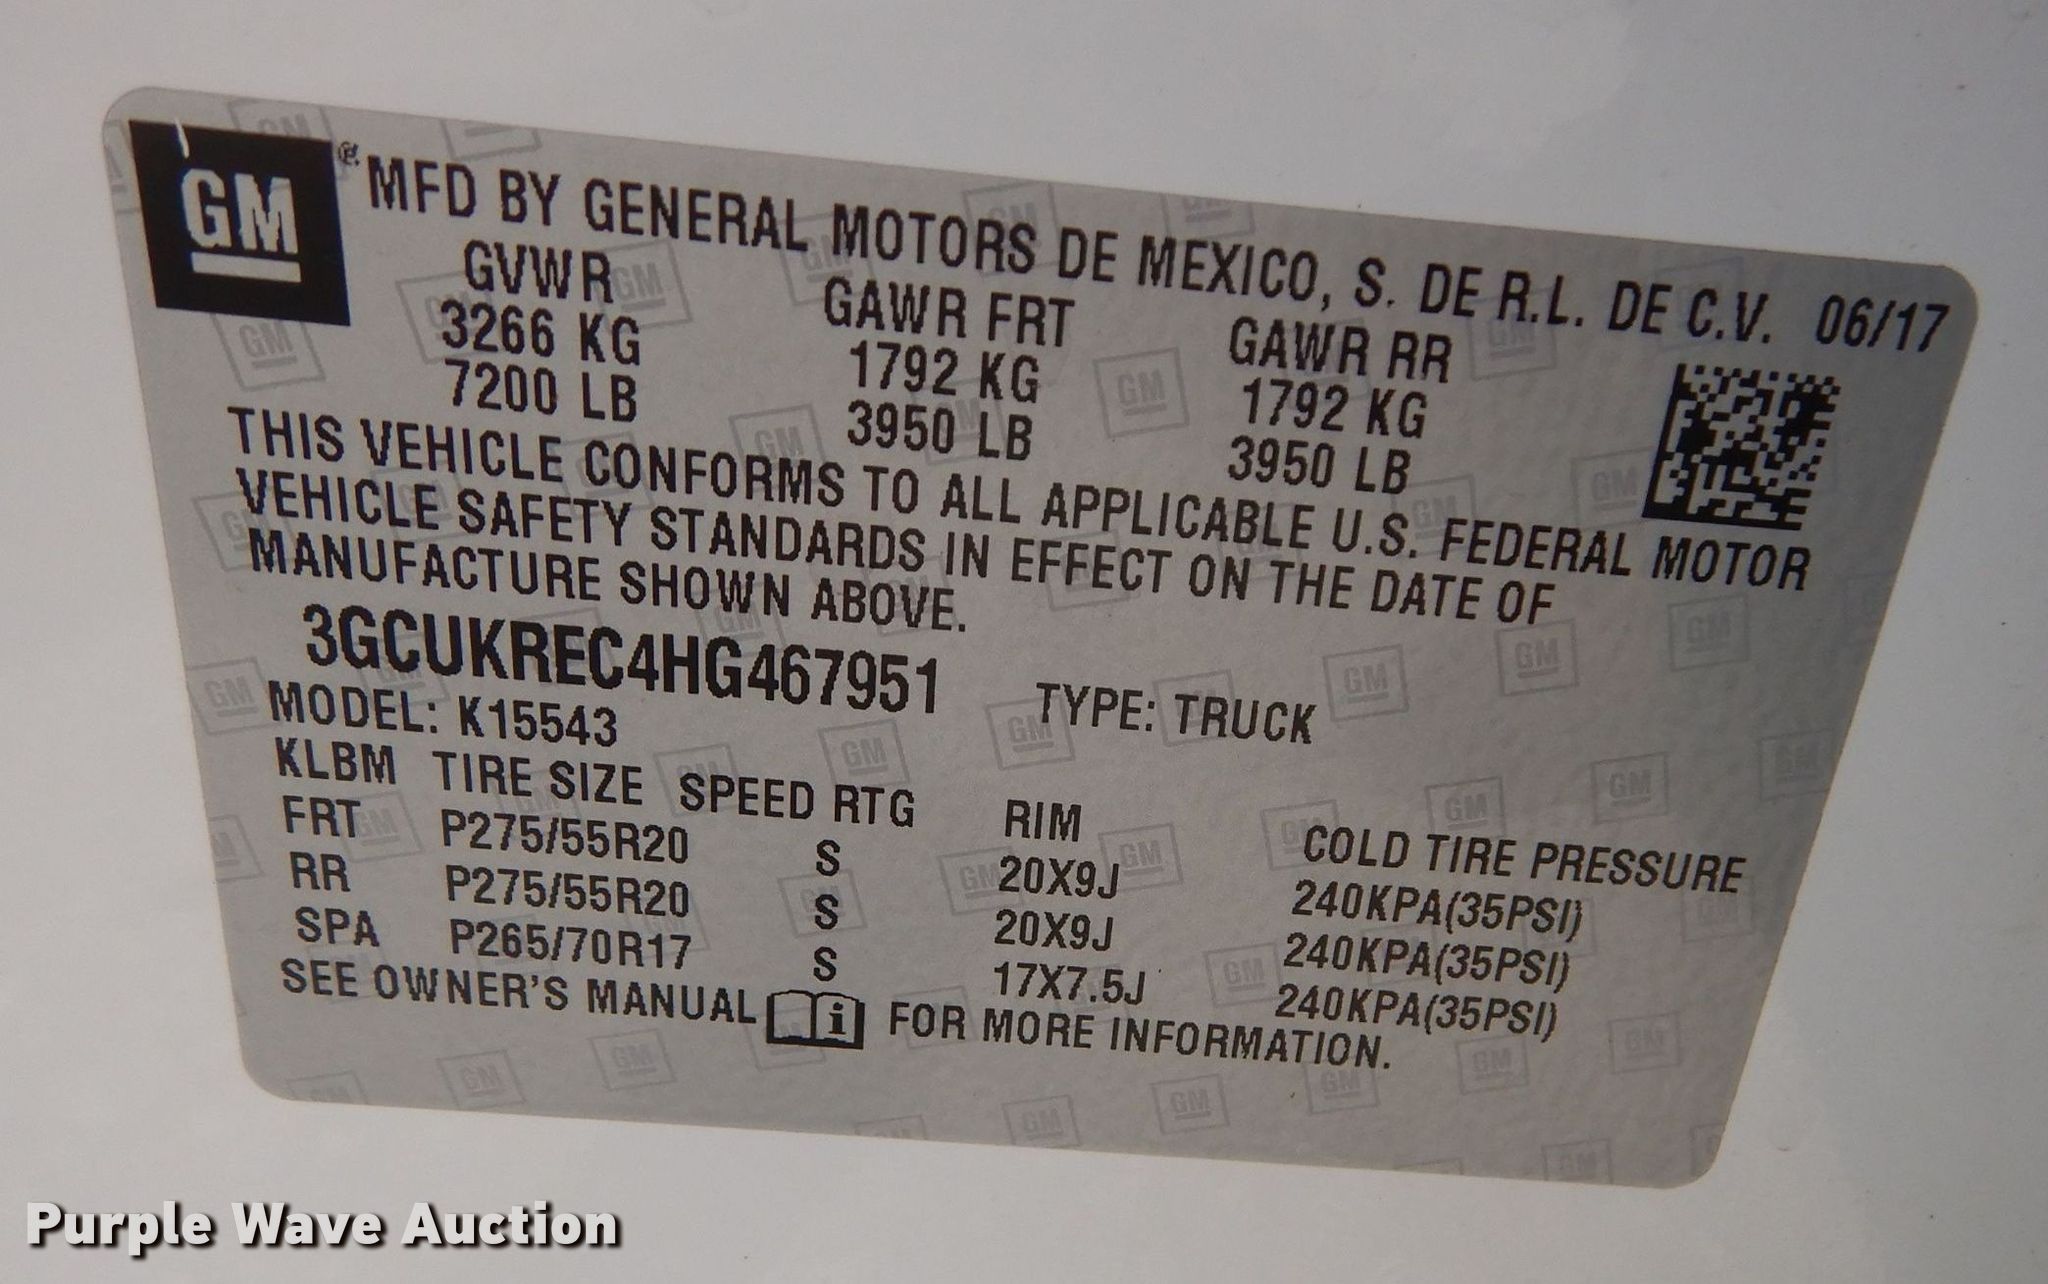 GM
® MFD BY GENERAL MOTORS DE MEXICO, S. DE R.L. DE C.V. 06/17
GVWR GAWR FRT GAWR RR
3266 KG 1792 KG 1792 KG
7200 LB 3950 LB 3950 LB
THIS VEHICLE CONFORMS TO ALL APPLICABLE U.S. FEDERAL MOTOR
VEHICLE SAFETY STANDARDS IN EFFECT ON THE DATE OF
MANUFACTURE SHOWN ABOVE.
3GCUKREC4HG467951 TYPE: TRUCK
MODEL: K15543
KLBM TIRE SIZE SPEED RTG RIM COLD TIRE PRESSURE
FRT P275/55R20 S 20X9J 240KPA(35PSI)
RR P275/55R20 S 20X9J 240KPA(35PSI)
SPA P265/70R17 S 17X7.5J 240KPA(35PSI)
SEE OWNER'S MANUAL i FOR MORE INFORMATION.
Purple Wave Auction